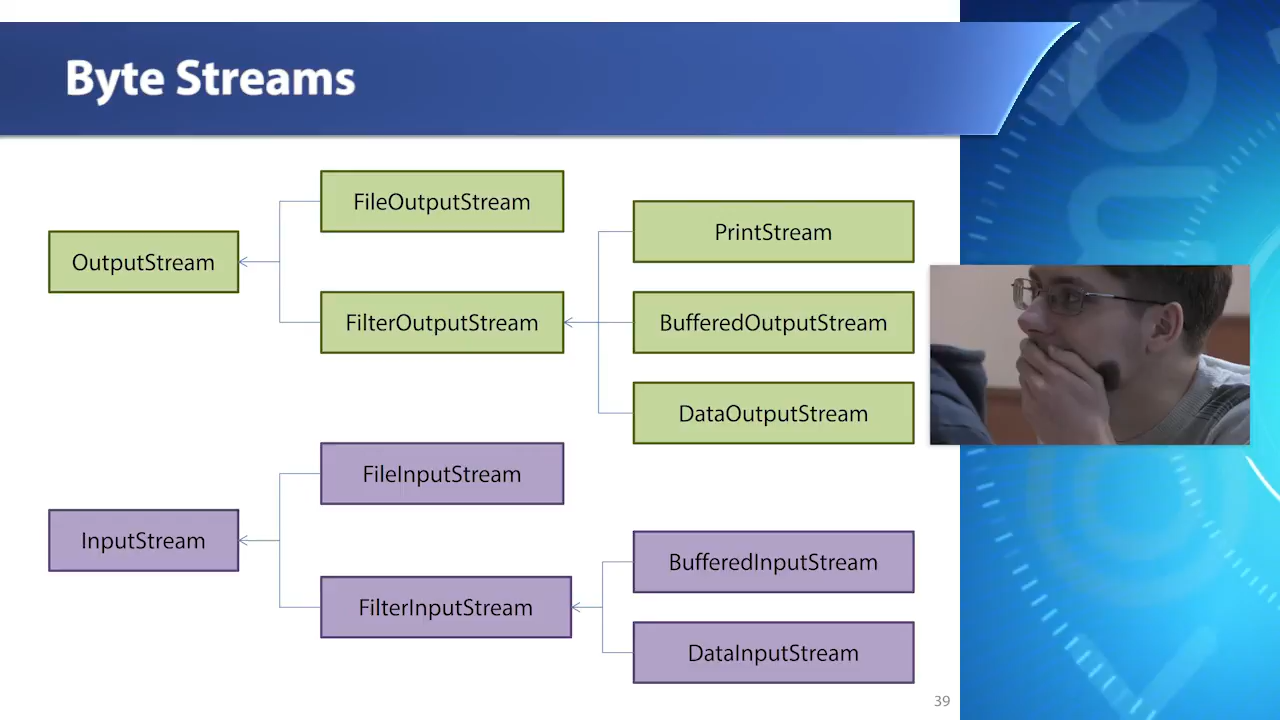 Byte Streams
FileOutputStream
PrintStream
OutputStream
FilterOutputStream
BufferedOutputStream
DataOutputStream
FileInputStream
InputStream
BufferedInputStream
FilterInputStream
DataInputStream
39